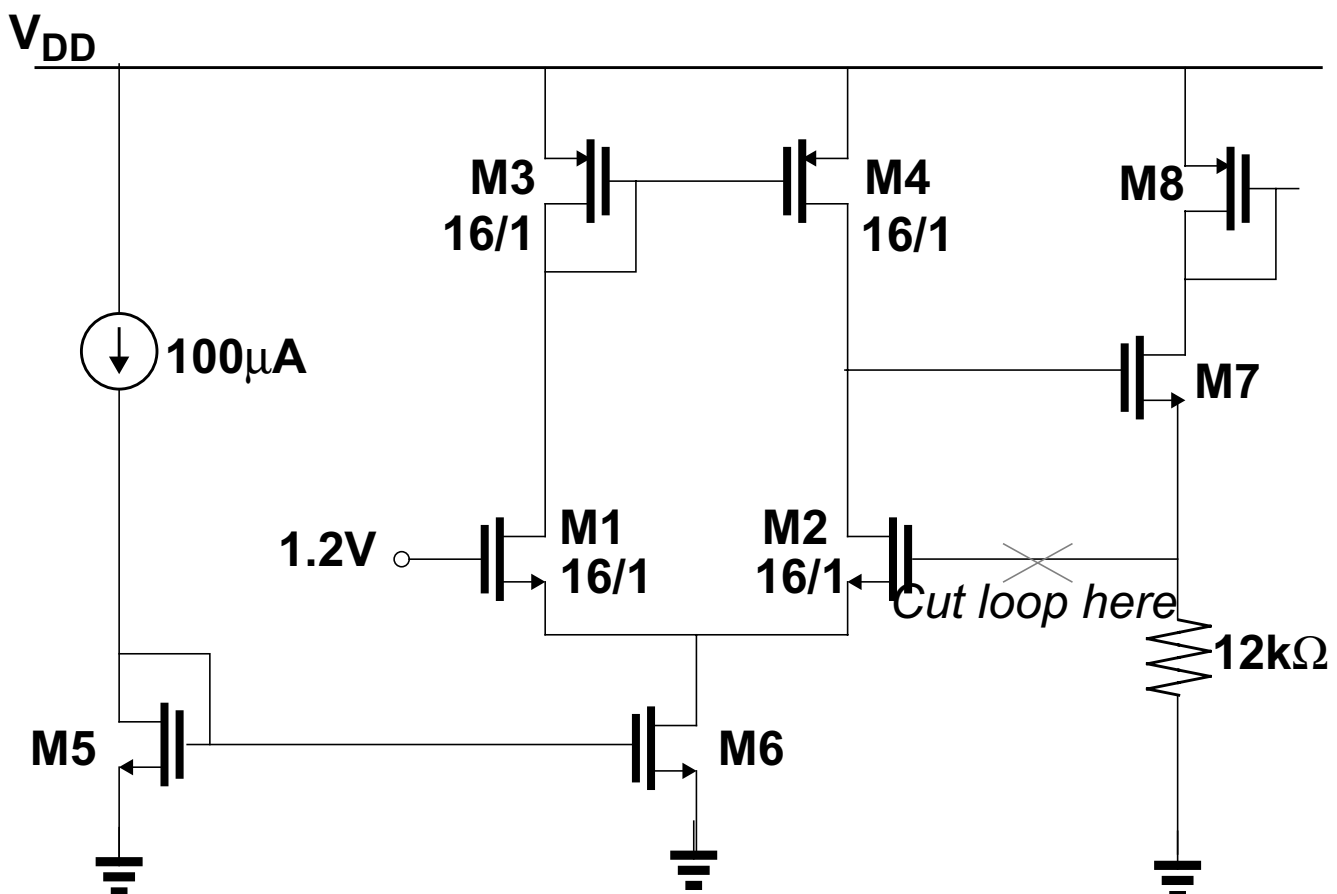 VDD
M3
16/1
M4
16/1
M8
100μA
M7
1.2V
M1
16/1
M2
16/1
Cut loop here
12kΩ
M5
M6